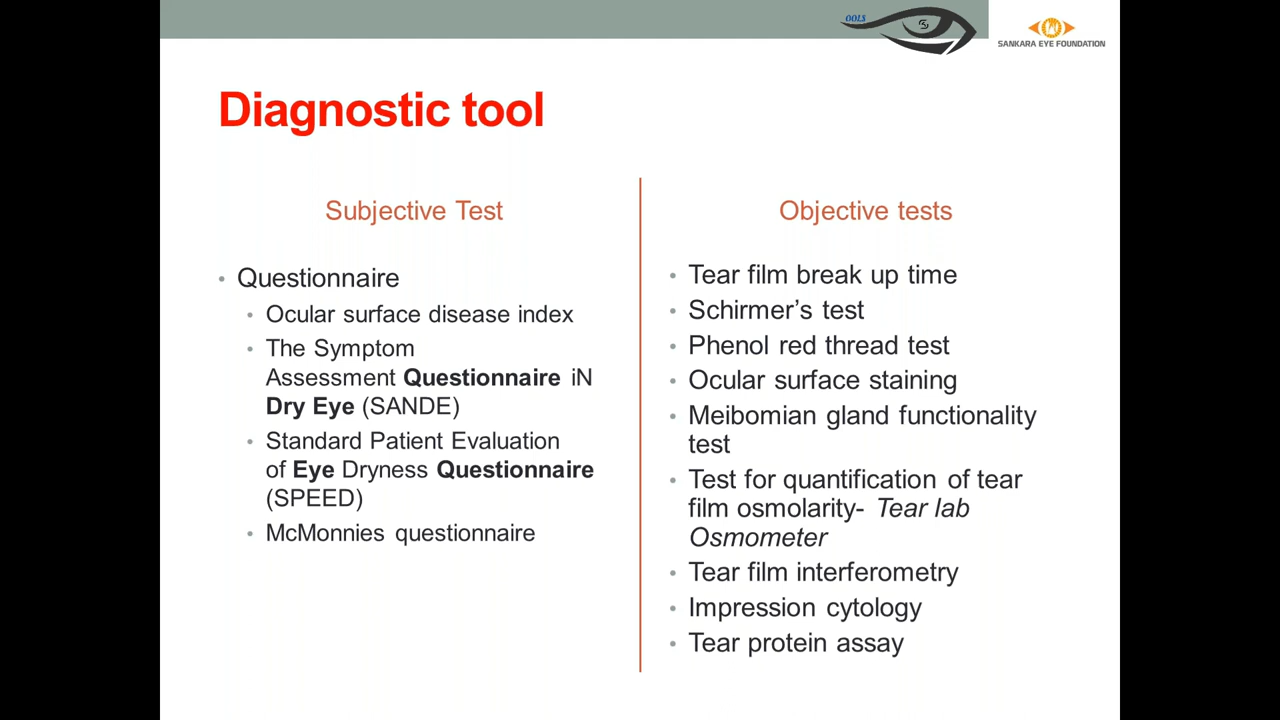 OOLS
SANKARA EYE FOUNDATION
Diagnostic tool
Subjective Test
• Questionnaire
• Ocular surface disease index
• The Symptom
Assessment Questionnaire iN
Dry Eye (SANDE)
• Standard Patient Evaluation
of Eye Dryness Questionnaire
(SPEED)
• McMonnies questionnaire
Objective tests
• Tear film break up time
• Schirmer’s test
• Phenol red thread test
• Ocular surface staining
• Meibomian gland functionality
test
• Test for quantification of tear
film osmolarity- Tear lab
Osmometer
• Tear film interferometry
• Impression cytology
• Tear protein assay